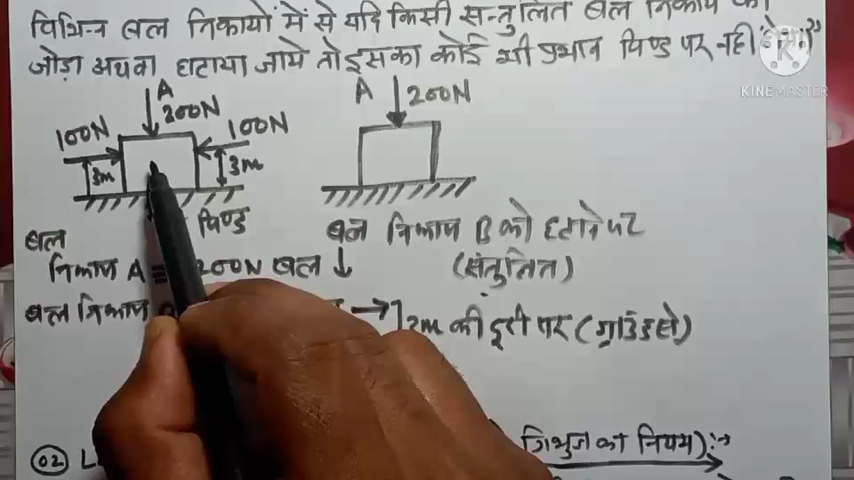 विभिन्न बल निकायों में से यदि किसी सन्तुलित बल निकाय को
जोड़ा अथवा घटाया जाये तो इसका कोई भी प्रभाव पिण्ड पर नहीं
KINEMASTER
A
200N
100N
100N
3m
3m
पिण्ड
A
200N
बल
निकाय A = 200N बल ↓
बल निकाय
बल निकाय B को हटाने पर
(संतुलित)
की दूरी पर (ग्राउंड से)
02
त्रिभुज का नियम):→